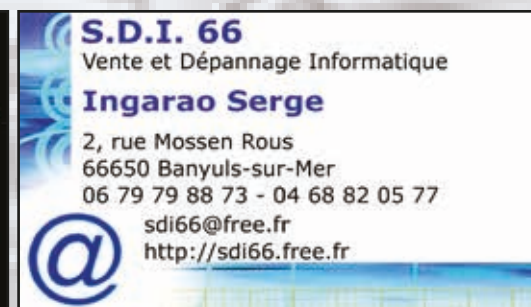 S.D.I. 66
Vente et Dépannage Informatique
Ingarao Serge
2, rue Mossen Rous
66650 Banyuls-sur-Mer
06 79 79 88 73 - 04 68 82 05 77
sdi66@free.fr
http://sdi66.free.fr
@